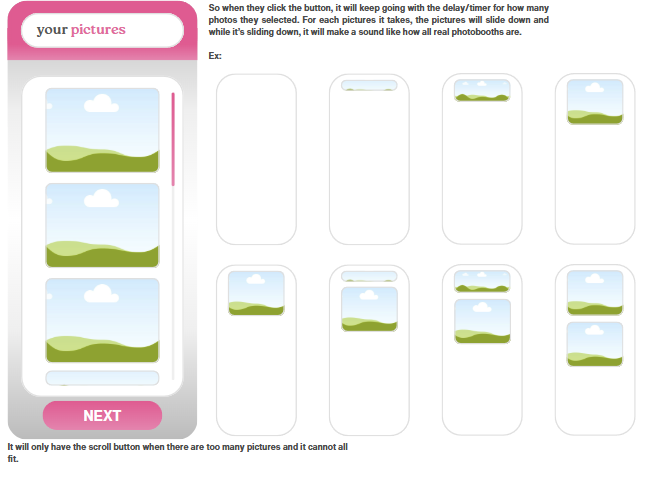 your pictures
So when they click the button, it will keep going with the delay/timer for how many
photos they selected. For each pictures it takes, the pictures will slide down and
while it's sliding down, it will make a sound like how all real photobooths are.
Ex:
NEXT
It will only have the scroll button when there are too many pictures and it cannot all
fit.